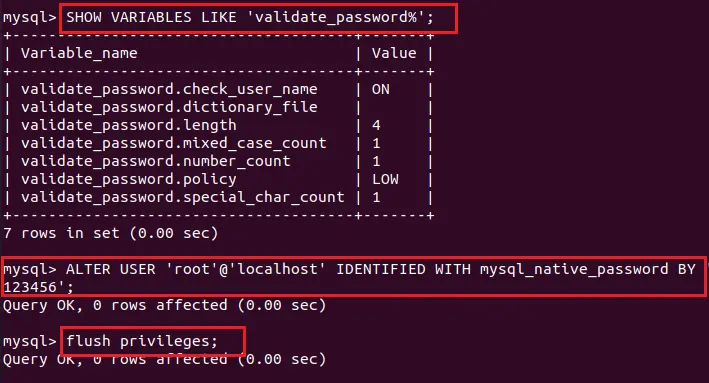 mysql> SHOW VARIABLES LIKE 'validate_password%';
+--------------------------------------+-------+
| Variable_name                        | Value |
+--------------------------------------+-------+
| validate_password.check_user_name    | ON    |
| validate_password.dictionary_file    |       |
| validate_password.length             | 4     |
| validate_password.mixed_case_count   | 1     |
| validate_password.number_count       | 1     |
| validate_password.policy             | LOW   |
| validate_password.special_char_count | 1     |
+--------------------------------------+-------+
7 rows in set (0.00 sec)
mysql> ALTER USER 'root'@'localhost' IDENTIFIED WITH mysql_native_password BY '
123456';
Query OK, 0 rows affected (0.00 sec)
mysql> flush privileges;
Query OK, 0 rows affected (0.00 sec)